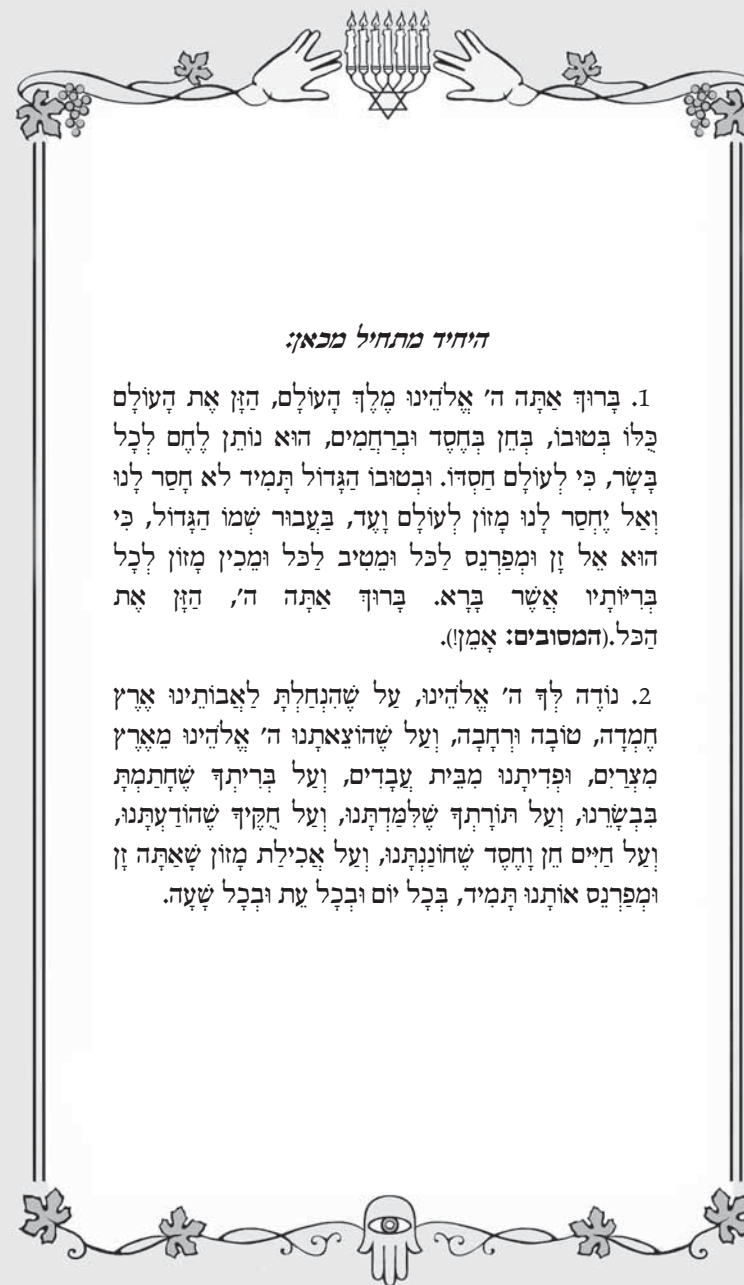 היחיד מתחיל מכאן:
1. בָּרוּךְ אַתָּה ה' אֱלֹהֵינוּ מֶלֶךְ הָעוֹלָם, הַזָּן אֶת הָעוֹלָם
כֻּלּוֹ בְּטוּבוֹ, בְּחֵן בְּחֶסֶד וּבְרַחֲמִים, הוּא נוֹתֵן לֶחֶם לְכָל
בָּשָׂר, כִּי לְעוֹלָם חַסְדּוֹ. וּבְטוּבוֹ הַגָּדוֹל תָּמִיד לֹא חָסַר לָנוּ
וְאַל יֶחְסַר לָנוּ מָזוֹן לְעוֹלָם וָעֶד, בַּעֲבוּר שְׁמוֹ הַגָּדוֹל, כִּי
הוּא אֵל זָן וּמְפַרְנֵס לַכֹּל וּמֵטִיב לַכֹּל וּמֵכִין מָזוֹן לְכָל
בְּרִיּוֹתָיו אֲשֶׁר בָּרָא. בָּרוּךְ אַתָּה ה', הַזָּן אֶת
הַכֹּל.(המסובים: אָמֵן!).
2. נוֹדֶה לְּךָ ה' אֱלֹהֵינוּ, עַל שֶׁהִנְחַלְתָּ לַאֲבוֹתֵינוּ אֶרֶץ
חֶמְדָּה, טוֹבָה וּרְחָבָה, וְעַל שֶׁהוֹצֵאתָנוּ ה' אֱלֹהֵינוּ מֵאֶרֶץ
מִצְרַיִם, וּפְדִיתָנוּ מִבֵּית עֲבָדִים, וְעַל בְּרִיתְךָ שֶׁחָתַמְתָּ
בִּבְשָׂרֵנוּ, וְעַל תּוֹרָתְךָ שֶׁלִּמַּדְתָּנוּ, וְעַל חֻקֶּיךָ שֶׁהוֹדַעְתָּנוּ,
וְעַל חַיִּים חֵן וָחֶסֶד שֶׁחוֹנַנְתָּנוּ, וְעַל אֲכִילַת מָזוֹן שָׁאַתָּה זָן
וּמְפַרְנֵס אוֹתָנוּ תָּמִיד, בְּכָל יוֹם וּבְכָל עֵת וּבְכָל שָׁעָה.